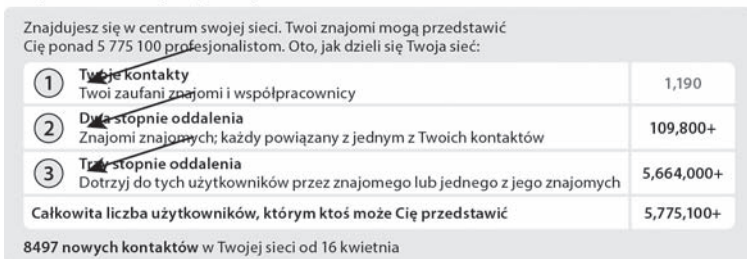 Znajdujesz się w centrum swojej sieci. Twoi znajomi mogą przedstawić
Cię ponad 5 775 100 profesjonalistom. Oto, jak dzieli się Twoja sieć:
1 Twoje kontakty
Twoi zaufani znajomi i współpracownicy 1,190
2 Dwa stopnie oddalenia
Znajomi znajomych; każdy powiązany z jednym z Twoich kontaktów 109,800+
3 Trzy stopnie oddalenia
Dotrzyj do tych użytkowników przez znajomego lub jednego z jego znajomych 5,664,000+
Całkowita liczba użytkowników, którym ktoś może Cię przedstawić 5,775,100+
8497 nowych kontaktów w Twojej sieci od 16 kwietnia